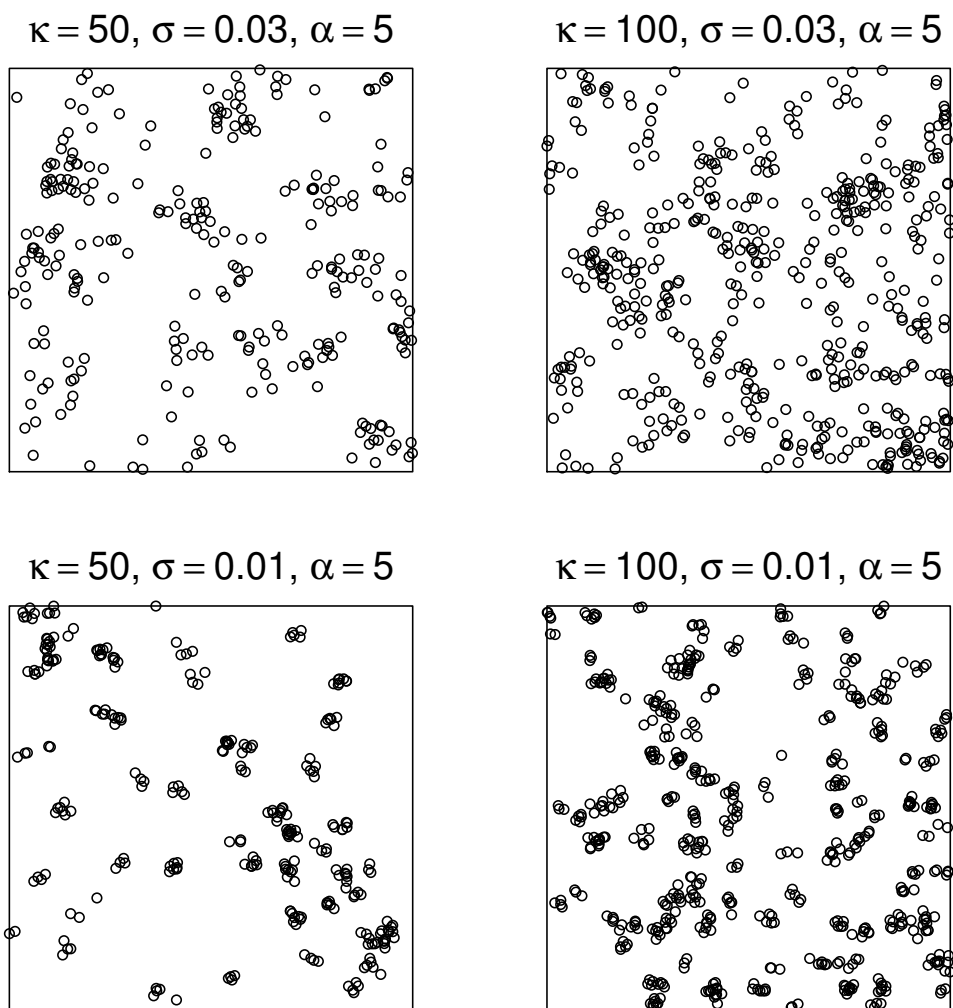 κ = 50, σ = 0.03, α = 5
κ = 100, σ = 0.03, α = 5
κ = 50, σ = 0.01, α = 5
κ = 100, σ = 0.01, α = 5